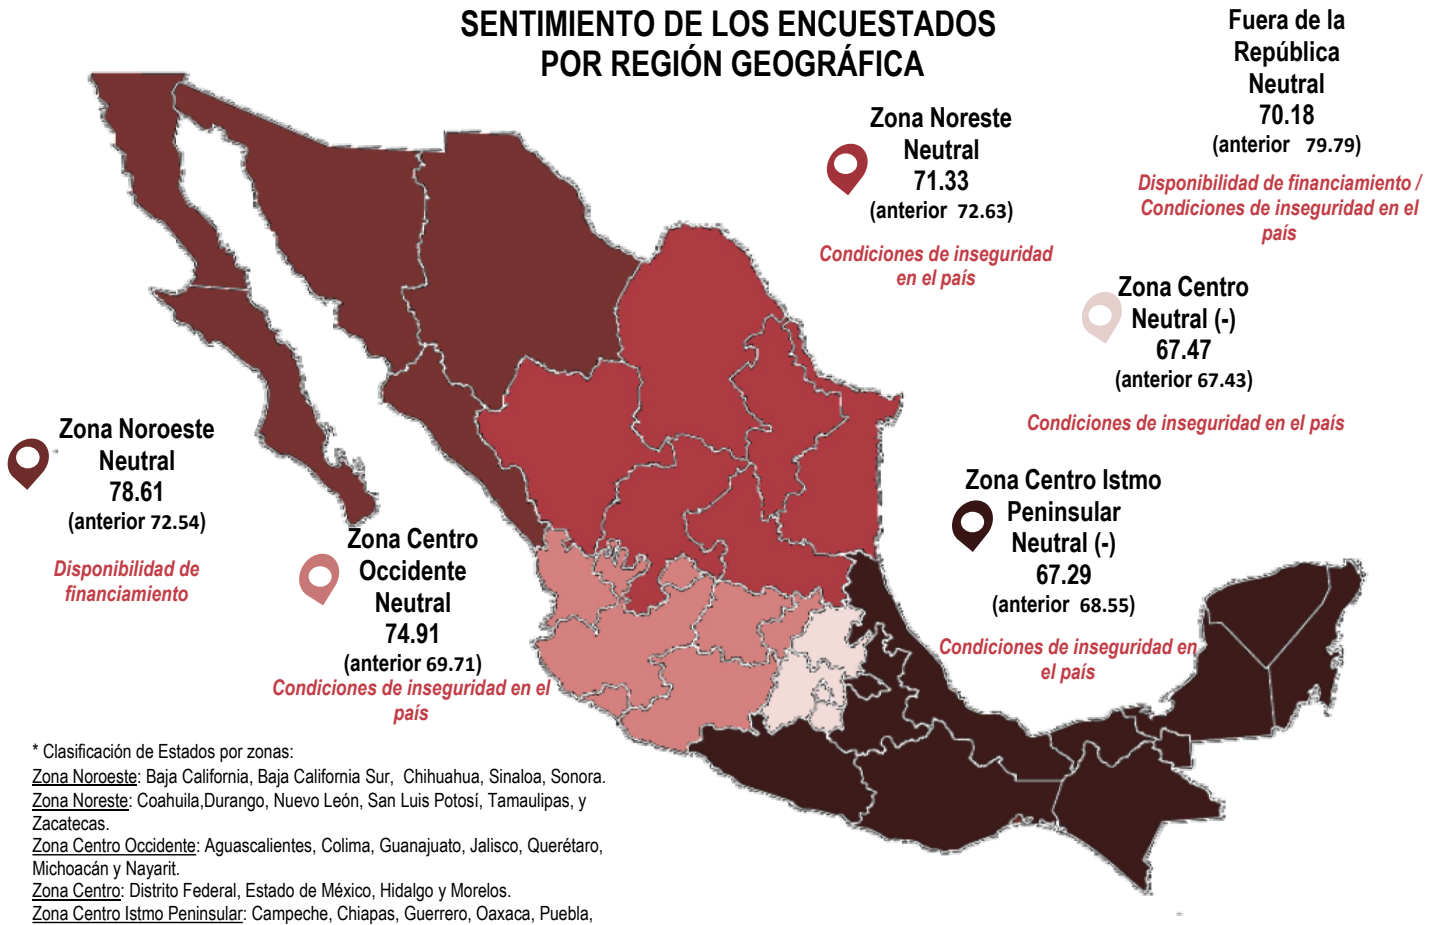 SENTIMIENTO DE LOS ENCUESTADOS
POR REGIÓN GEOGRÁFICA
Fuera de la
República
Neutral
70.18
(anterior 79.79)
Disponibilidad de financiamiento /
Condiciones de inseguridad en el
país
Zona Noreste
Neutral
71.33
(anterior 72.63)
Condiciones de inseguridad
en el país
Zona Centro
Neutral (-)
67.47
(anterior 67.43)
Condiciones de inseguridad en el país
Zona Noroeste
Neutral
78.61
(anterior 72.54)
Disponibilidad de
financiamiento
Zona Centro
Occidente
Neutral
74.91
(anterior 69.71)
Condiciones de inseguridad en el
país
Zona Centro Istmo
Peninsular
Neutral (-)
67.29
(anterior 68.55)
Condiciones de inseguridad en
el país
* Clasificación de Estados por zonas:
Zona Noroeste: Baja California, Baja California Sur, Chihuahua, Sinaloa, Sonora.
Zona Noreste: Coahuila,Durango, Nuevo León, San Luis Potosí, Tamaulipas, y
Zacatecas.
Zona Centro Occidente: Aguascalientes, Colima, Guanajuato, Jalisco, Querétaro,
Michoacán y Nayarit.
Zona Centro: Distrito Federal, Estado de México, Hidalgo y Morelos.
Zona Centro Istmo Peninsular: Campeche, Chiapas, Guerrero, Oaxaca, Puebla,